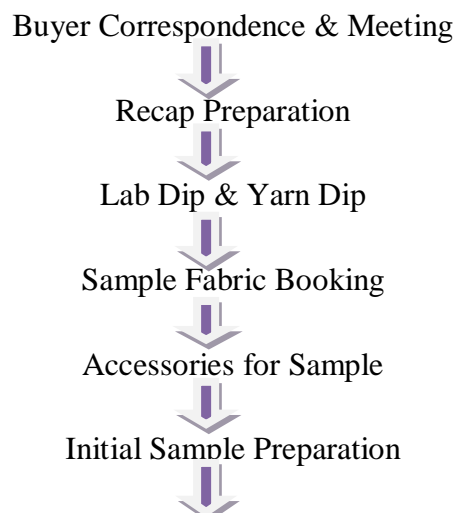 Buyer Correspondence & Meeting
Recap Preparation
Lab Dip & Yarn Dip
Sample Fabric Booking
Accessories for Sample
Initial Sample Preparation